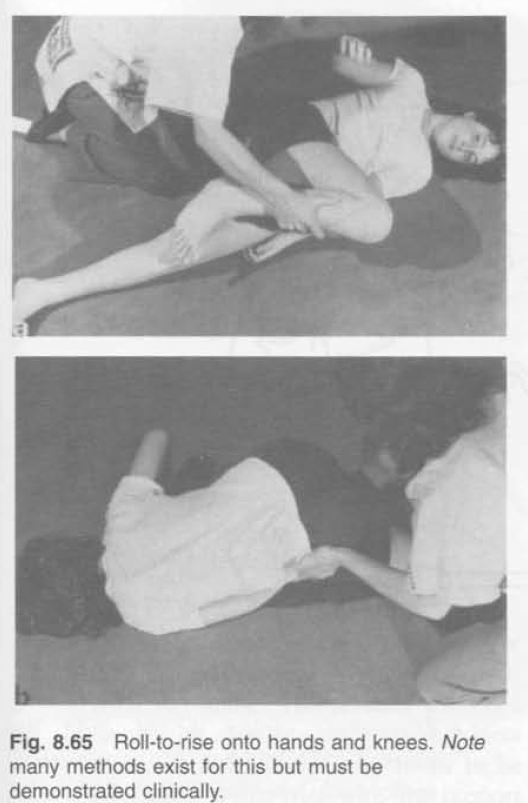 a
b
Fig. 8.65 Roll-to-rise onto hands and knees. Note
many methods exist for this but must be
demonstrated clinically.